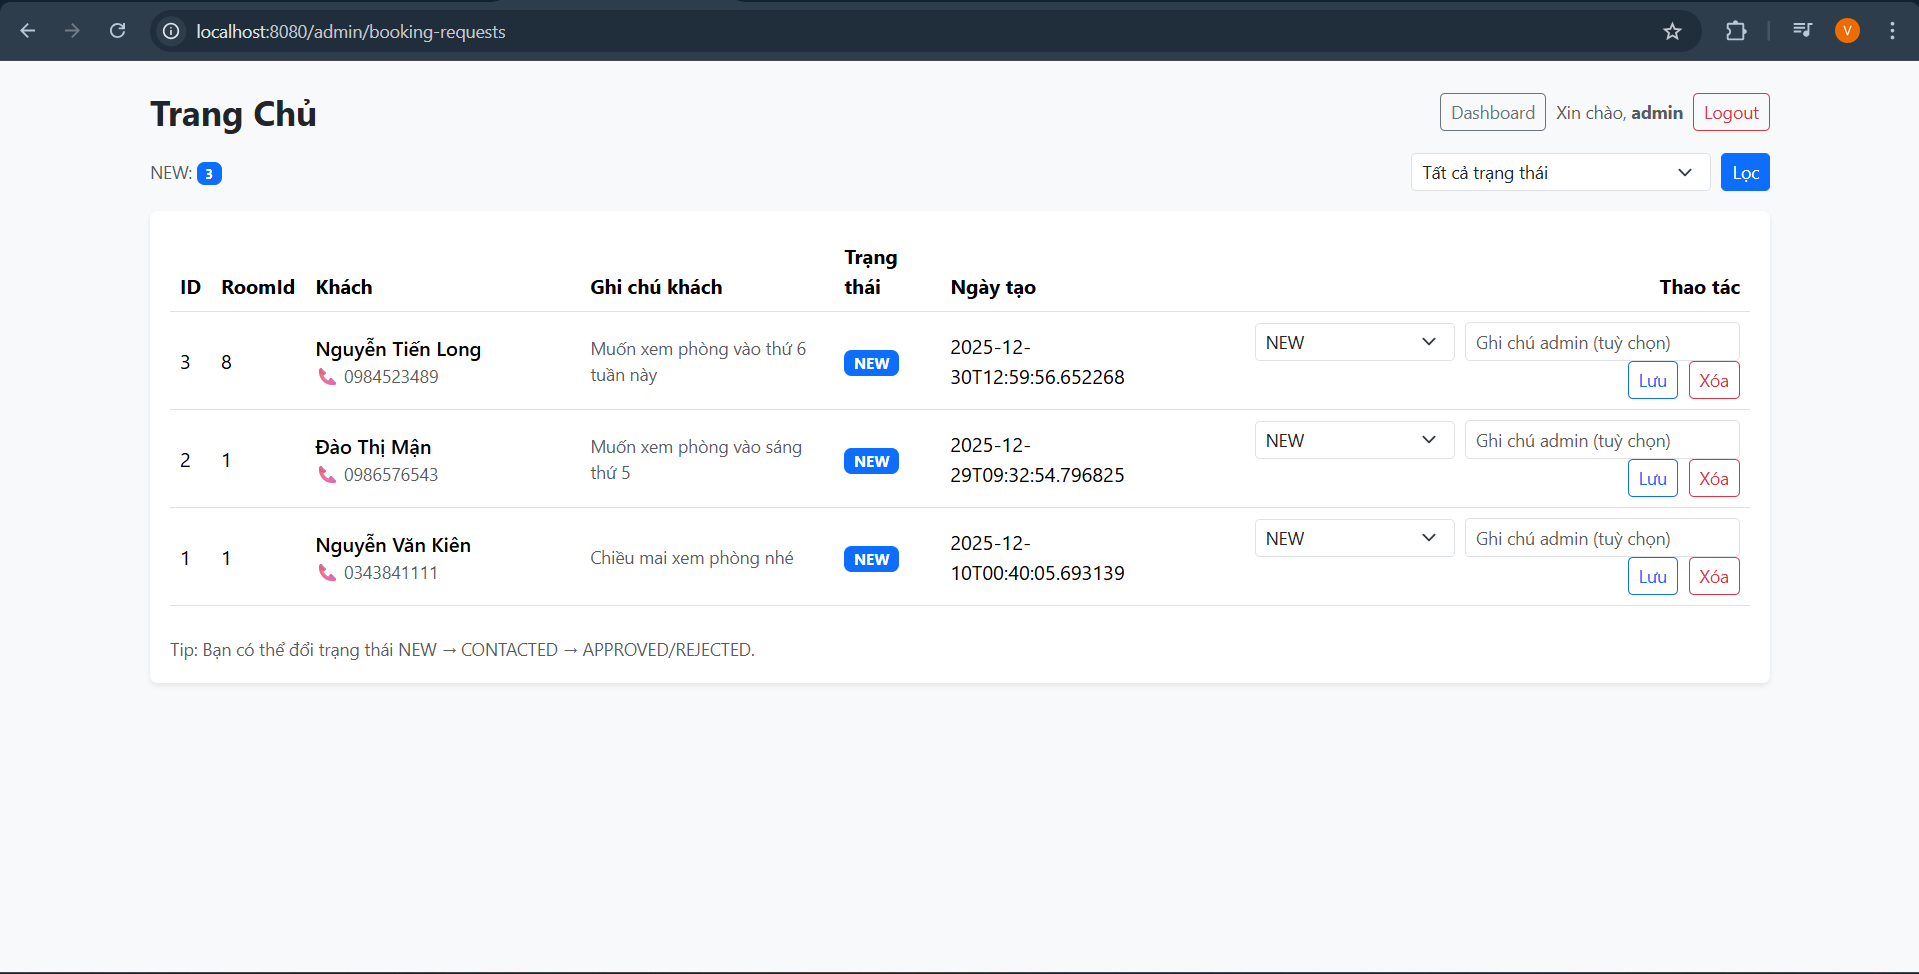 localhost:8080/admin/booking-requests
V
Trang Chủ
Dashboard Xin chào, admin Logout
NEW: 3
Tất cả trạng thái Lọc
ID RoomId Khách Ghi chú khách Trạng thái Ngày tạo Thao tác
3 8 Nguyễn Tiến Long
0984523489
Muốn xem phòng vào thứ 6
tuần này
NEW
2025-12-
30T12:59:56.652268
NEW Ghi chú admin (tuỳ chọn)
Lưu Xóa
2 1 Đào Thị Mận
0986576543
Muốn xem phòng vào sáng
thứ 5
NEW
2025-12-
29T09:32:54.796825
NEW Ghi chú admin (tuỳ chọn)
Lưu Xóa
1 1 Nguyễn Văn Kiên
0343841111
Chiều mai xem phòng nhé
NEW
2025-12-
10T00:40:05.693139
NEW Ghi chú admin (tuỳ chọn)
Lưu Xóa
Tip: Bạn có thể đổi trạng thái NEW → CONTACTED → APPROVED/REJECTED.